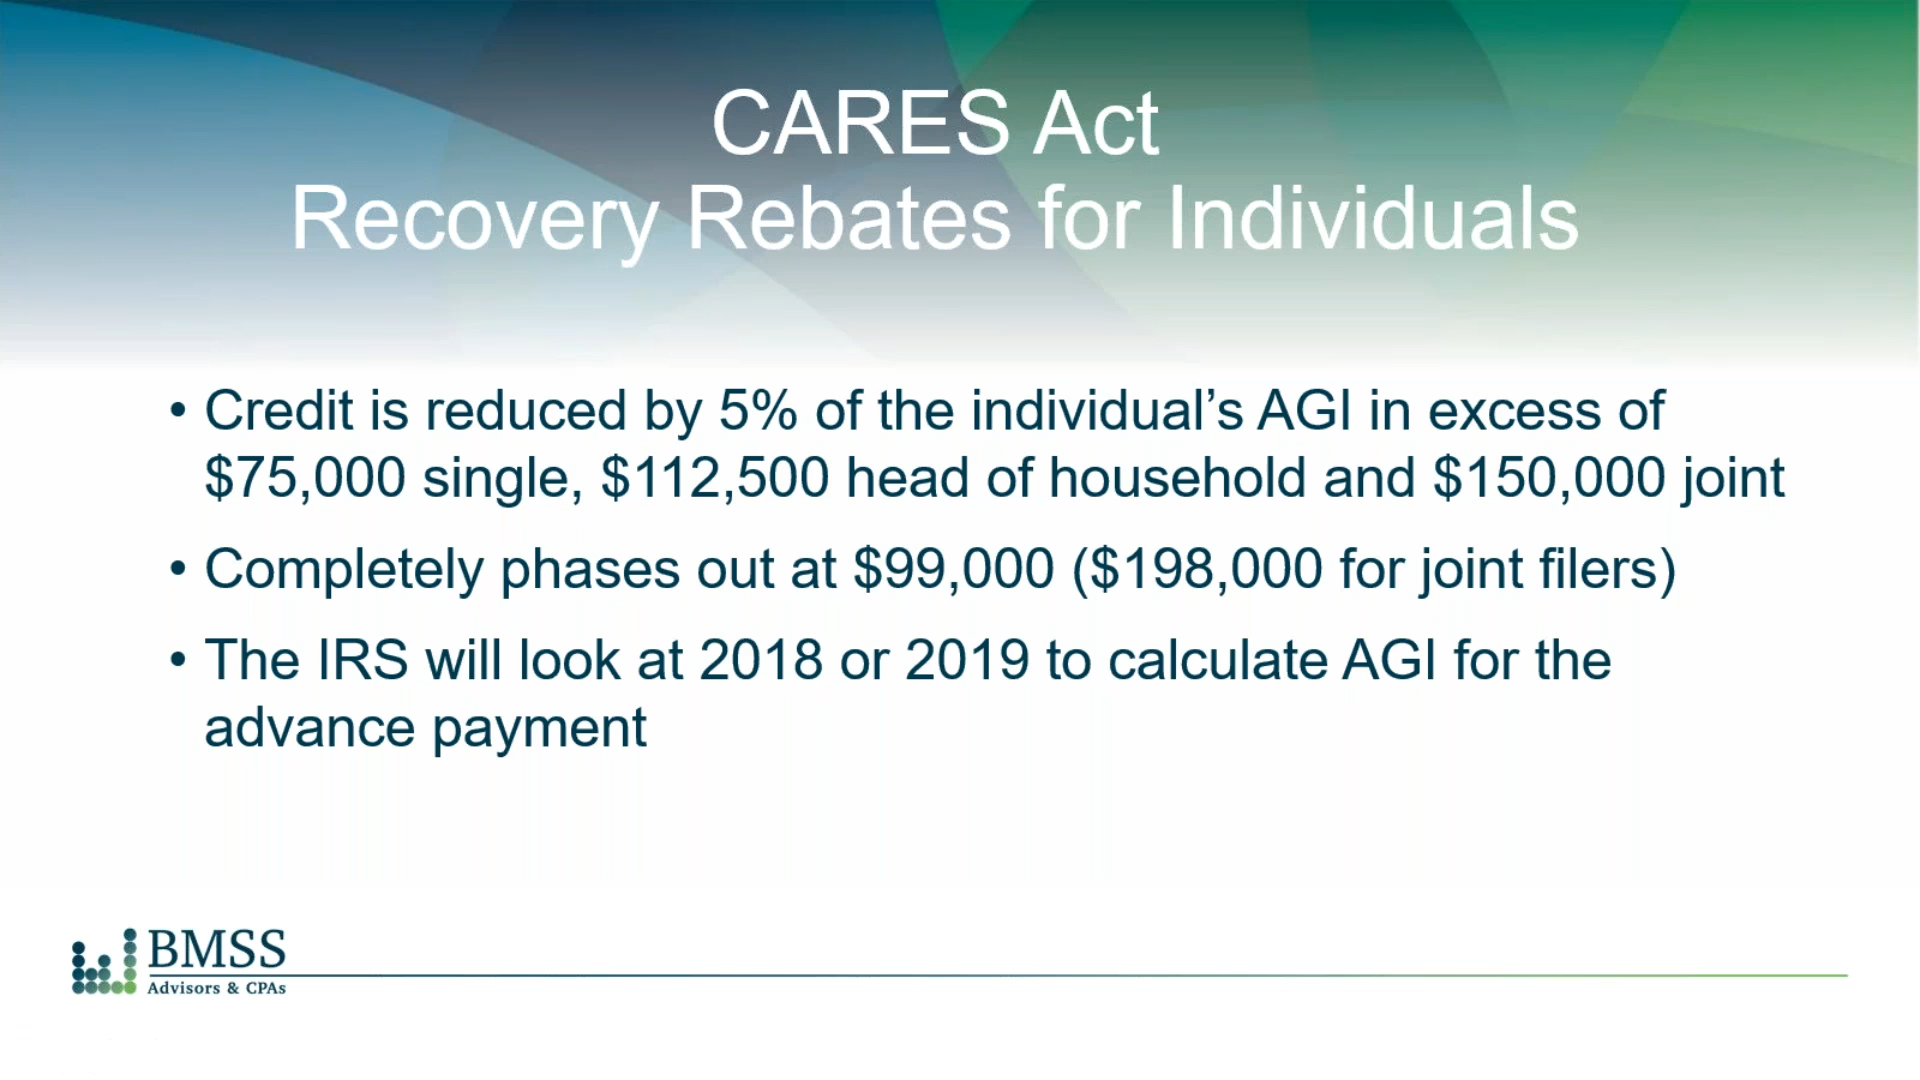 CARES Act
Recovery Rebates for Individuals
• Credit is reduced by 5% of the individual’s AGI in excess of
$75,000 single, $112,500 head of household and $150,000 joint
• Completely phases out at $99,000 ($198,000 for joint filers)
• The IRS will look at 2018 or 2019 to calculate AGI for the
advance payment
BMSS
Advisors & CPAs